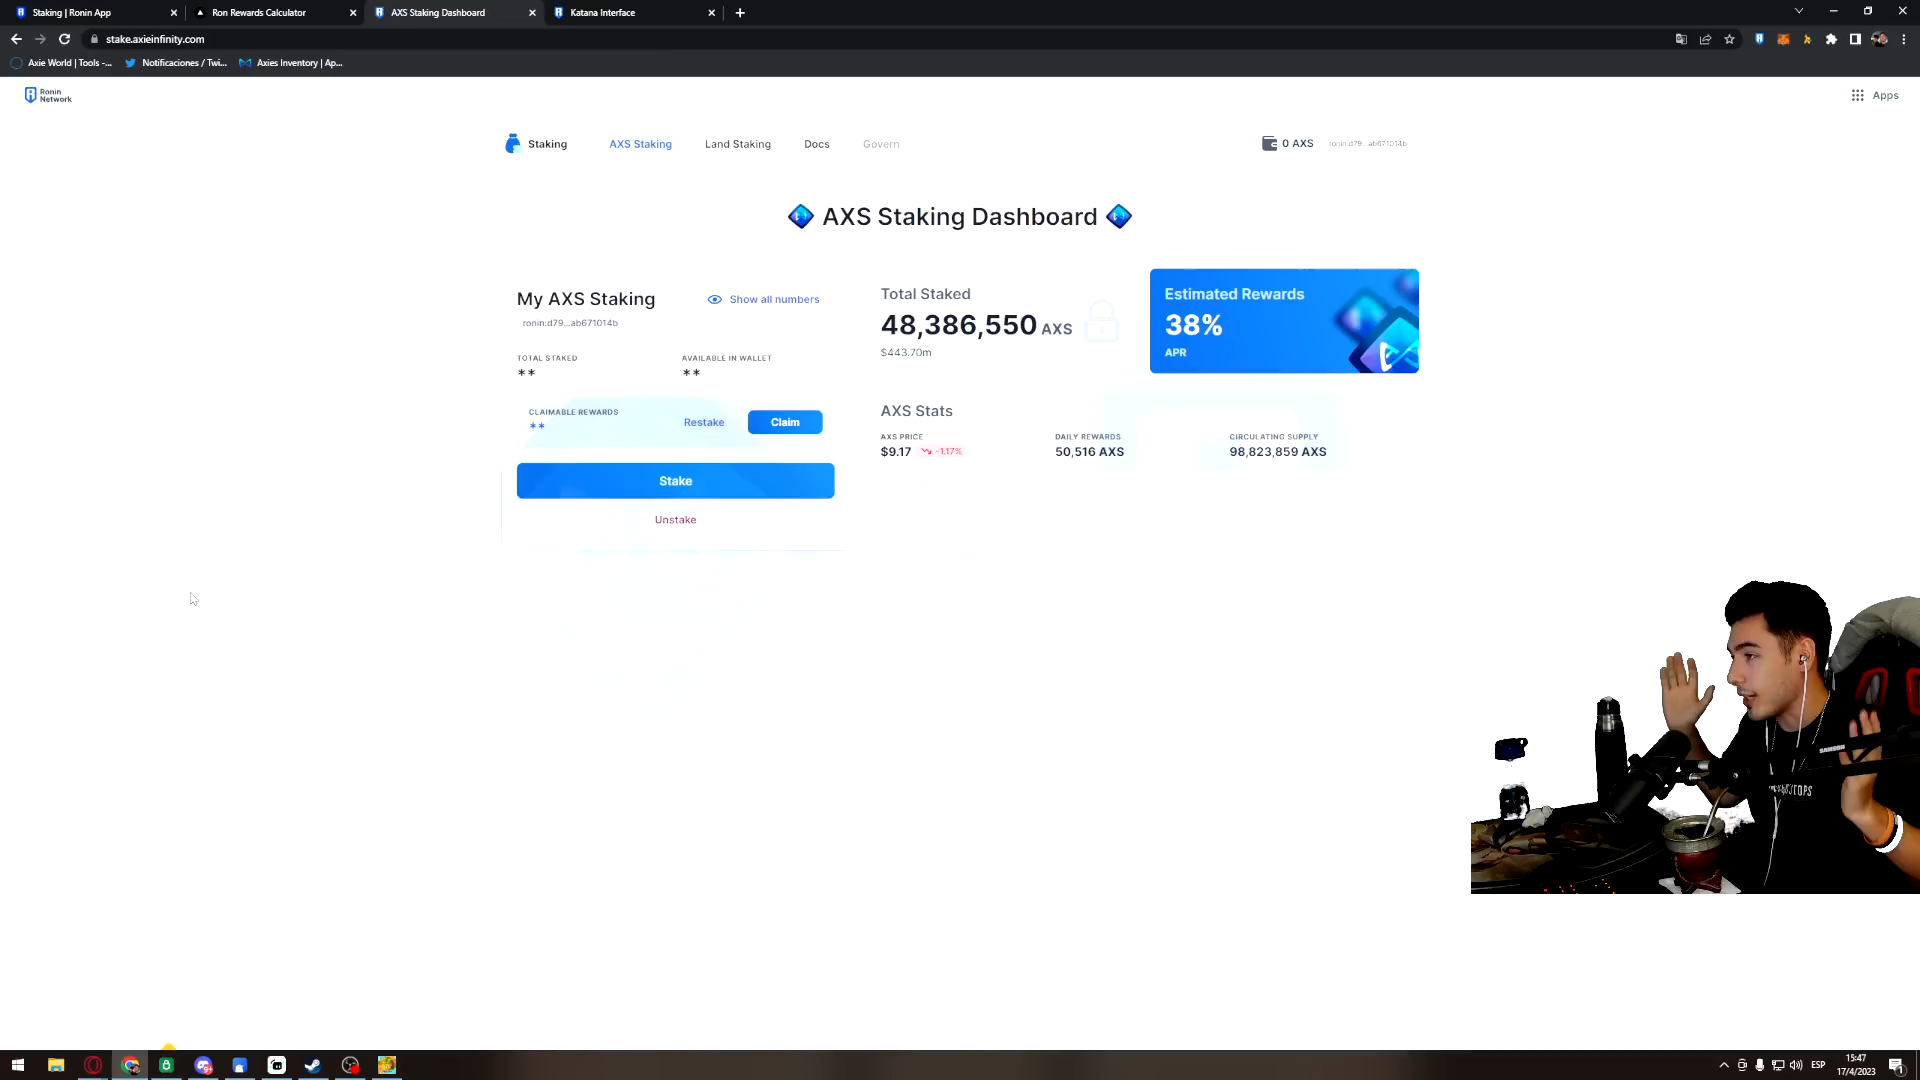 Staking | Ronin App
Ron Rewards Calculator
AXS Staking Dashboard
Katana Interface
stake.axieinfinity.com
Axie World | Tools -...
Notificaciones / Twi...
Axies Inventory | Ap...
Ronin
Network
Apps
Staking
AXS Staking
Land Staking
Docs
Govern
0 AXS
ronin:d79...ab671014b
AXS Staking Dashboard
My AXS Staking
Show all numbers
ronin:d79...ab671014b
TOTAL STAKED
**
AVAILABLE IN WALLET
**
CLAIMABLE REWARDS
**
Restake
Claim
Stake
Unstake
Total Staked
48,386,550 AXS
$443.70m
Estimated Rewards
38%
APR
AXS Stats
AXS PRICE
$9.17 -1.17%
DAILY REWARDS
50,516 AXS
CIRCULATING SUPPLY
98,823,859 AXS
SAMSON
ESP
15:47
17/4/2023